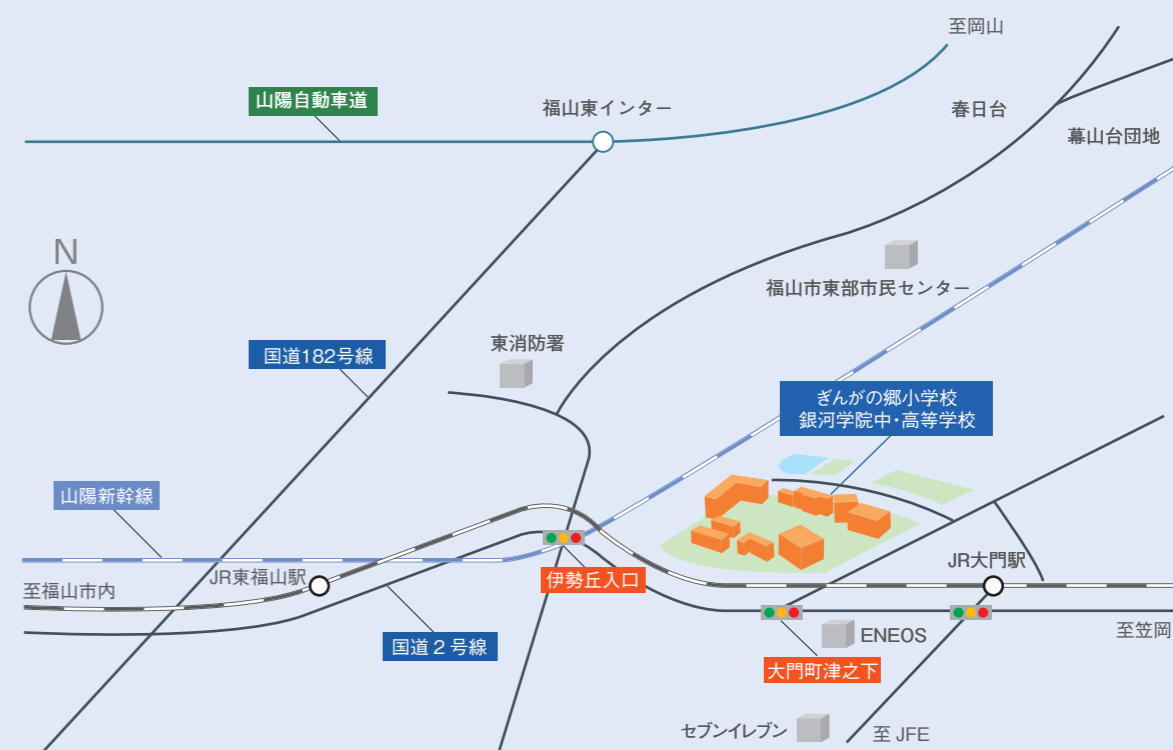 至岡山
山陽自動車道
福山東インター
春日台
幕山台団地
N
福山市東部市民センター
東消防署
国道182号線
ぎんがの郷小学校
銀河学院中・高等学校
山陽新幹線
JR東福山駅
伊勢丘入口
JR大門駅
至福山市内
国道2号線
ENEOS
至笠岡
大門町津之下
セブンイレブン
至 JFE